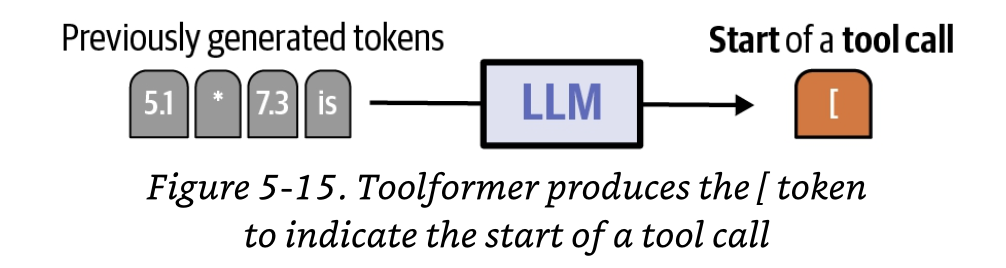 Previously generated tokens
Start of a tool call
5.1 * 7.3 is
LLM
[
Figure 5-15. Toolformer produces the [ token
to indicate the start of a tool call